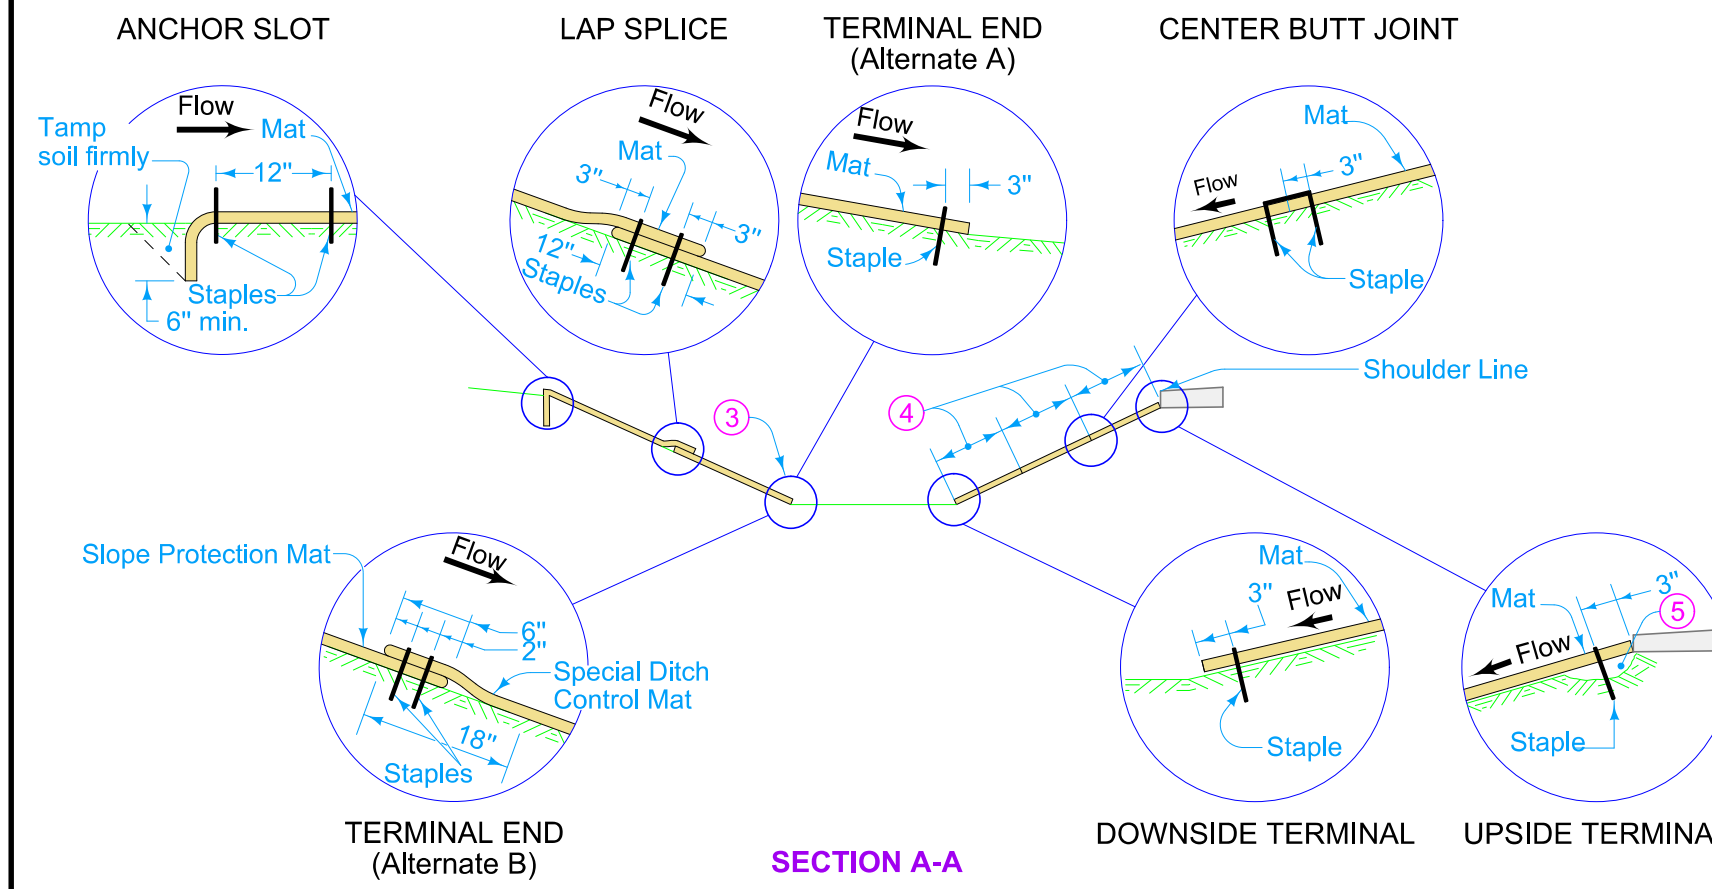 ANCHOR SLOT
LAP SPLICE
TERMINAL END
(Alternate A)
CENTER BUTT JOINT
Flow
Tamp
soil firmly
Mat
12"
Staples
6" min.
Flow
Mat
3"
3"
12"
Staples
Flow
Mat
3"
Staple
Mat
3"
Flow
Staple
Shoulder Line
3
4
Slope Protection Mat
Flow
6"
2"
Special Ditch
Control Mat
18"
Staples
TERMINAL END
(Alternate B)
SECTION A-A
Mat
3"
Flow
Staple
DOWNSIDE TERMINAL
Mat
3"
5
Flow
Staple
UPSIDE TERMINA